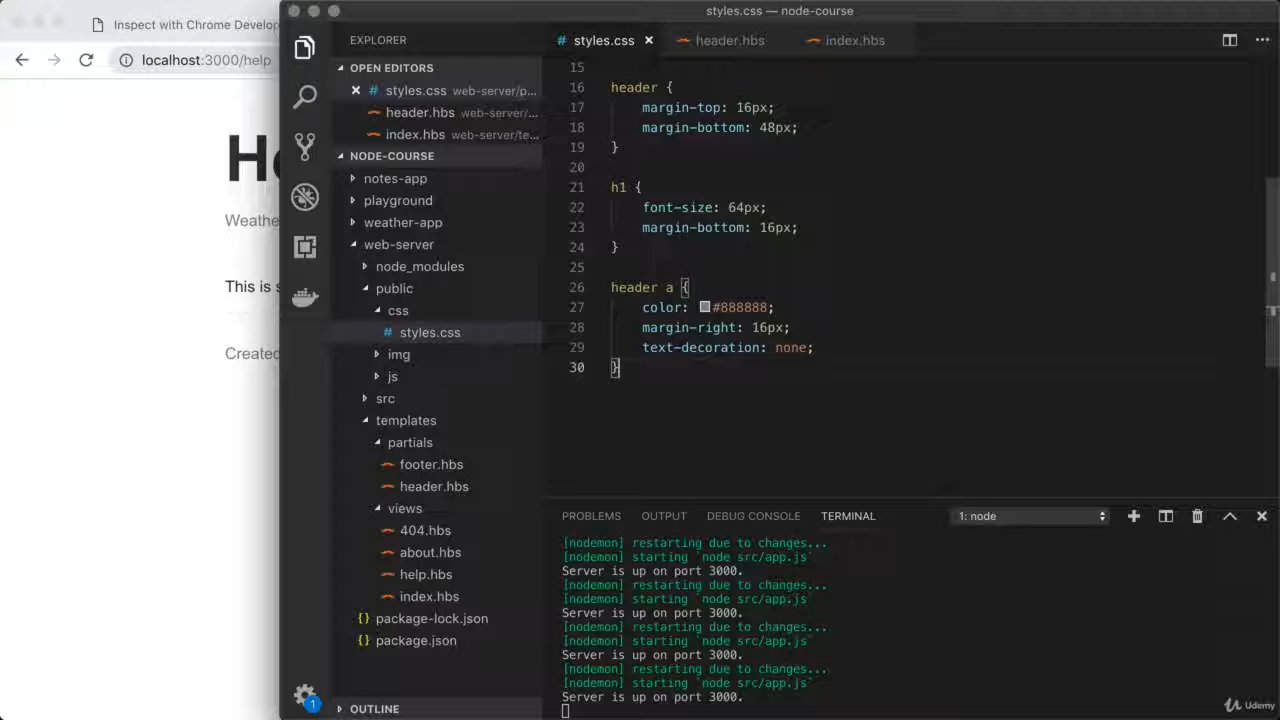 styles.css — node-course
Inspect with Chrome Develop
localhost:3000/help
H
Weathe
This is s
Created
EXPLORER
OPEN EDITORS
styles.css web-server/p...
header.hbs web-server/...
index.hbs web-server/te...
NODE-COURSE
notes-app
playground
weather-app
web-server
node_modules
public
css
styles.css
img
js
src
templates
partials
footer.hbs
header.hbs
views
404.hbs
about.hbs
help.hbs
index.hbs
{} package-lock.json
{} package.json
OUTLINE
1
# styles.css header.hbs index.hbs
15
16 header {
17 margin-top: 16px;
18 margin-bottom: 48px;
19 }
20
21 h1 {
22 font-size: 64px;
23 margin-bottom: 16px;
24 }
25
26 header a {
27 color: #888888;
28 margin-right: 16px;
29 text-decoration: none;
30 }
PROBLEMS OUTPUT DEBUG CONSOLE TERMINAL 1: node
[nodemon] restarting due to changes...
[nodemon] starting `node src/app.js`
Server is up on port 3000.
[nodemon] restarting due to changes...
[nodemon] starting `node src/app.js`
Server is up on port 3000.
[nodemon] restarting due to changes...
[nodemon] starting `node src/app.js`
Server is up on port 3000.
[nodemon] restarting due to changes...
[nodemon] starting `node src/app.js`
Server is up on port 3000.
Udemy